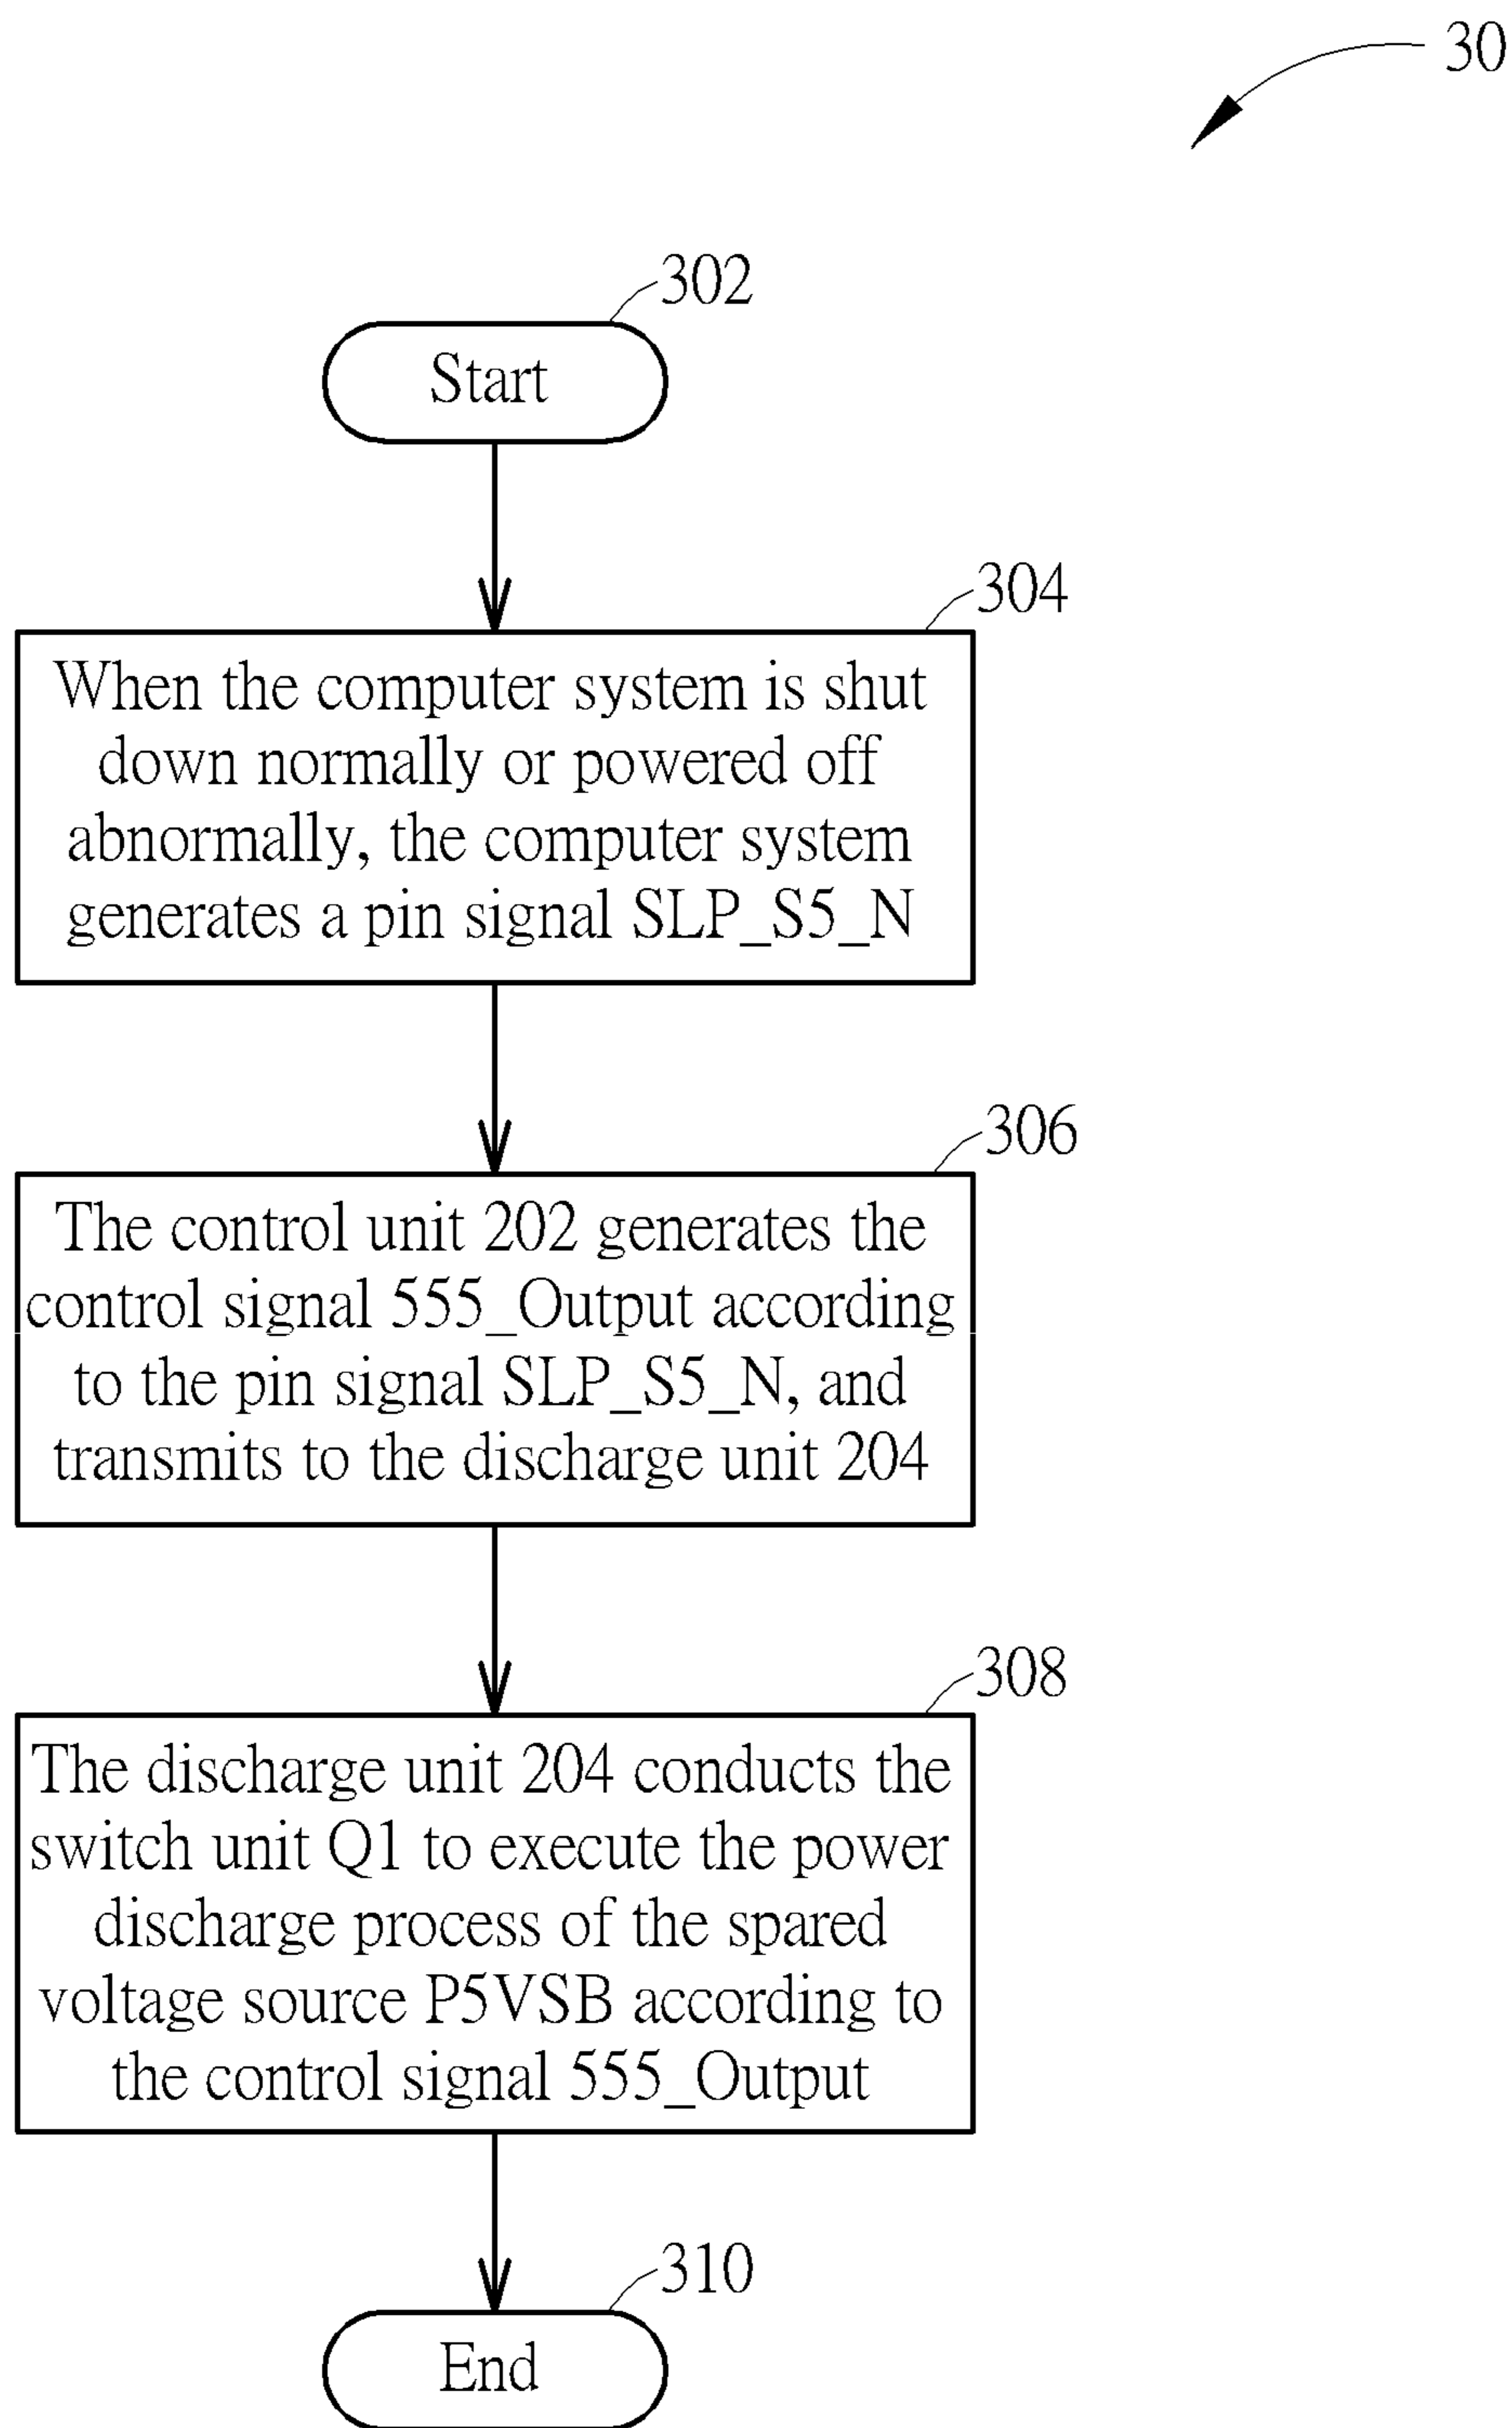 30
302
Start
304
When the computer system is shut
down normally or powered off
abnormally, the computer system
generates a pin signal SLP_S5_N
306
The control unit 202 generates the
control signal 555_Output according
to the pin signal SLP_S5_N, and
transmits to the discharge unit 204
308
The discharge unit 204 conducts the
switch unit Q1 to execute the power
discharge process of the spared
voltage source P5VSB according to
the control signal 555_Output
310
End